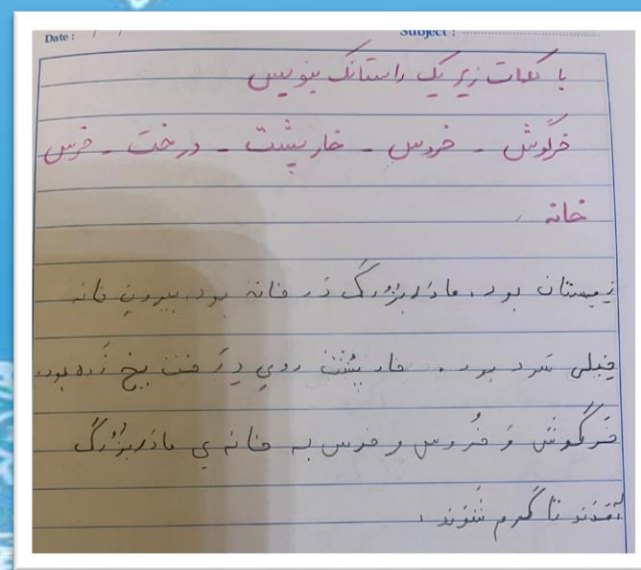 Date : / / Subject :
با کلمات زیر یک داستانک بنویس
خرگوش - خروس - خارپشت - درخت - خرس
خانه .
زمستان بود. مادربزرگ در خانه بود. بیرون خانه
خیلی سرد بود. خارپشت روی درخت یخ زده بود.
خرگوش و خروس و خرس به خانه ی مادربزرگ
آمدند تا گرم شوند.